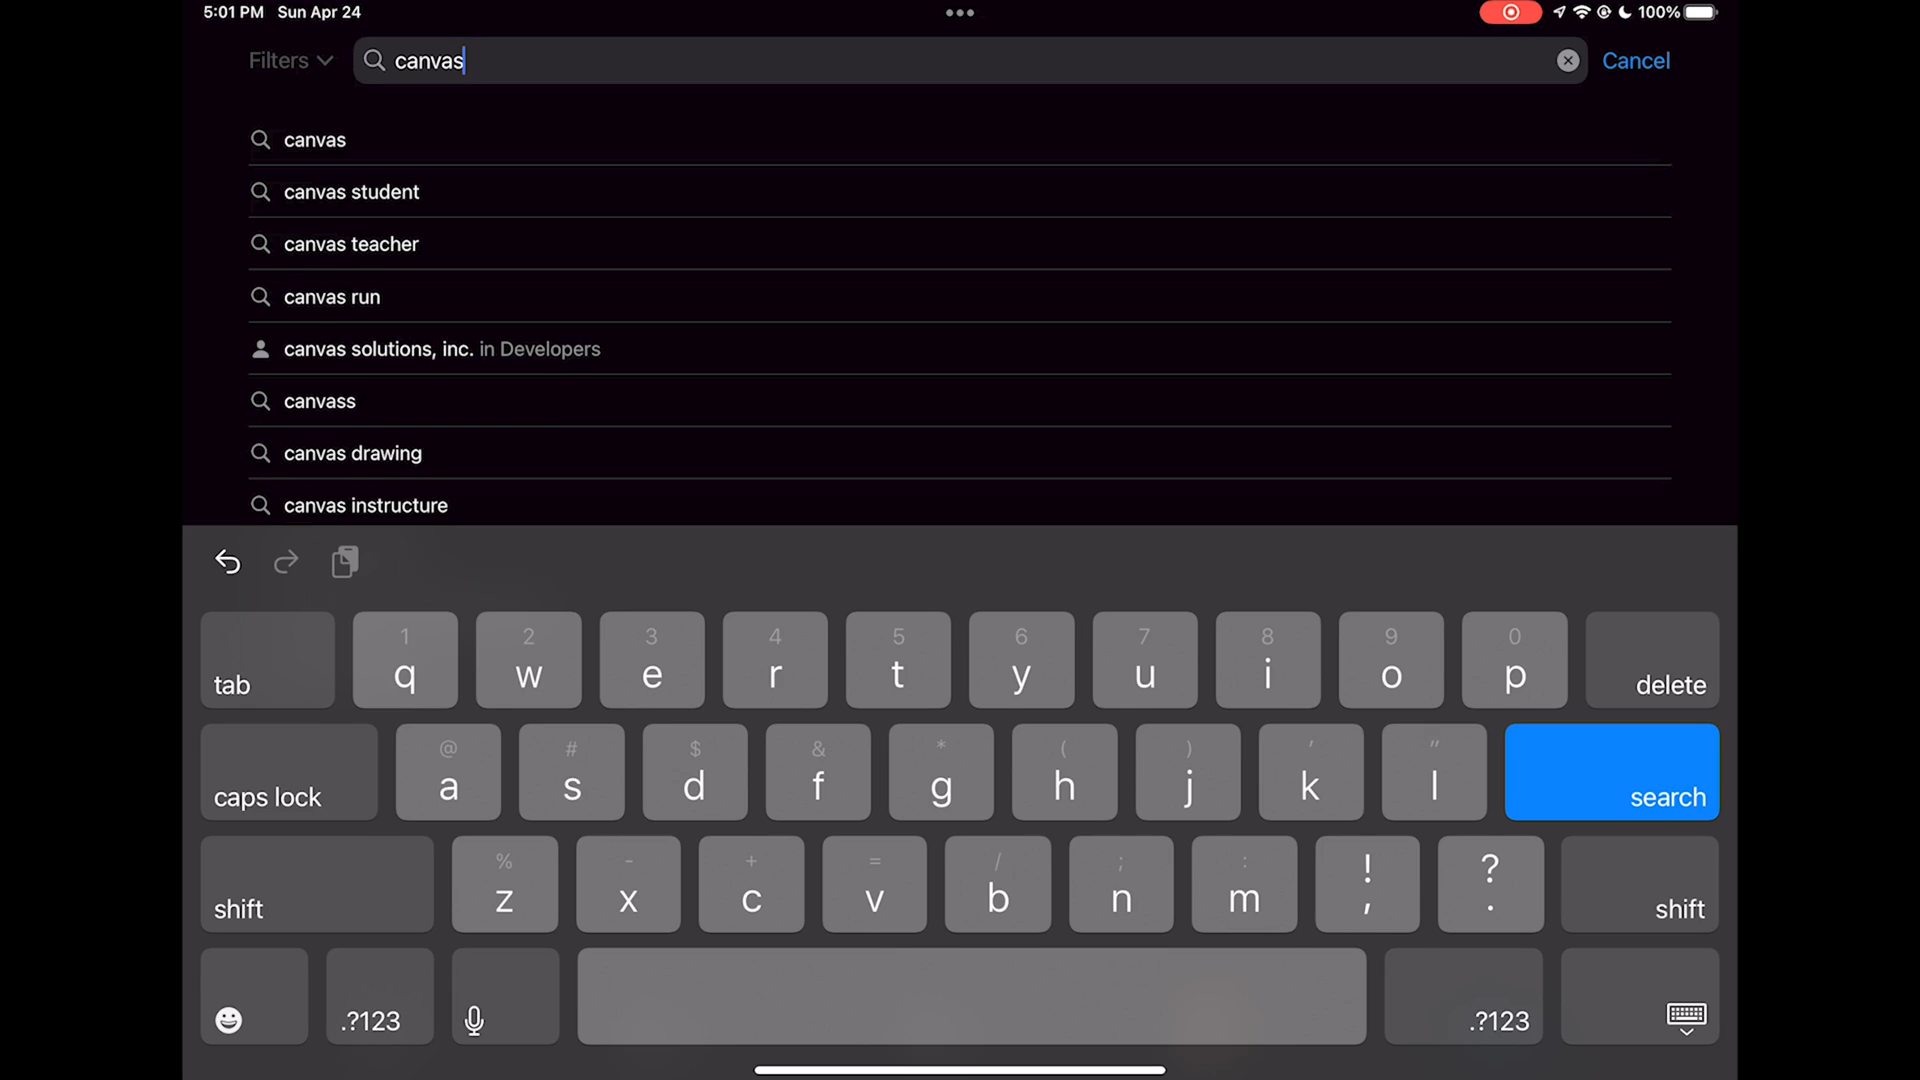 5:01 PM Sun Apr 24
100%
Filters
canvas
Cancel
canvas
canvas student
canvas teacher
canvas run
canvas solutions, inc. in Developers
canvass
canvas drawing
canvas instructure
1 2 3 4 5 6 7 8 9 0
tab q w e r t y u i o p delete
@ # $ & * ( ) ' "
caps lock a s d f g h j k l search
% - + = / ; : ! ?
shift z x c v b n m , . shift
.?123 .?123